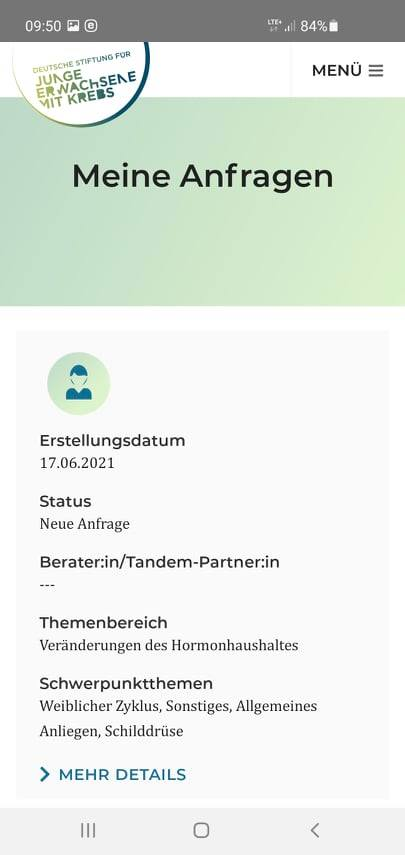 09:50
LTE+
84%
DEUTSCHE STIFTUNG FÜR
JUNGE
ERWACHSENE
MIT KREBS
MENÜ
Meine Anfragen
Erstellungsdatum
17.06.2021
Status
Neue Anfrage
Berater:in/Tandem-Partner:in
---
Themenbereich
Veränderungen des Hormonhaushaltes
Schwerpunktthemen
Weiblicher Zyklus, Sonstiges, Allgemeines
Anliegen, Schilddrüse
MEHR DETAILS